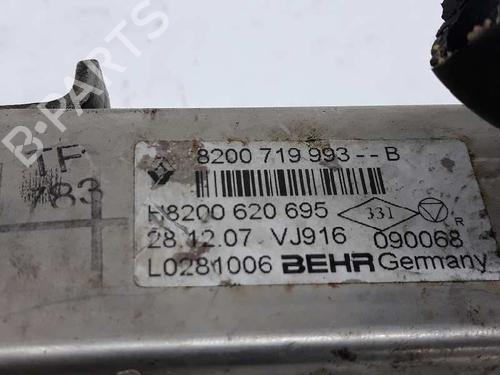 8200 719 993 -- B
H8200 620 695
331
R
28.12.07 VJ916 090068
L0281006 BEHR Germany
TF
783
B-PARTS